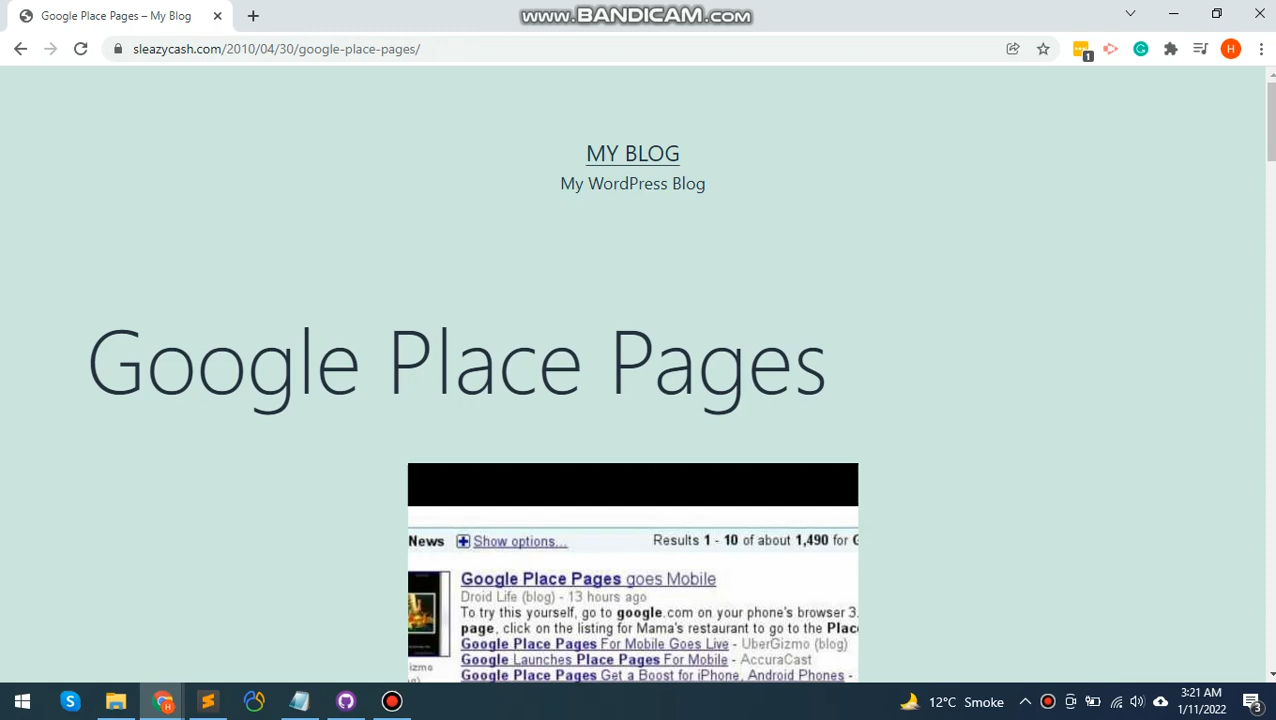 Google Place Pages – My Blog
www.BANDICAM.com
sleazycash.com/2010/04/30/google-place-pages/
1
H
MY BLOG
My WordPress Blog
Google Place Pages
News Show options... Results 1 - 10 of about 1,490 for
Google Place Pages goes Mobile
Droid Life (blog) - 13 hours ago
To try this yourself, go to google.com on your phone's browser 3.
page, click on the listing for Mama's restaurant to go to the Plac
Google Place Pages For Mobile Goes Live - UberGizmo (blog)
izmo Google Launches Place Pages For Mobile - AccuraCast
Google Place Pages Get a Boost for iPhone, Android Phones -
12°C Smoke
3:21 AM
1/11/2022
3